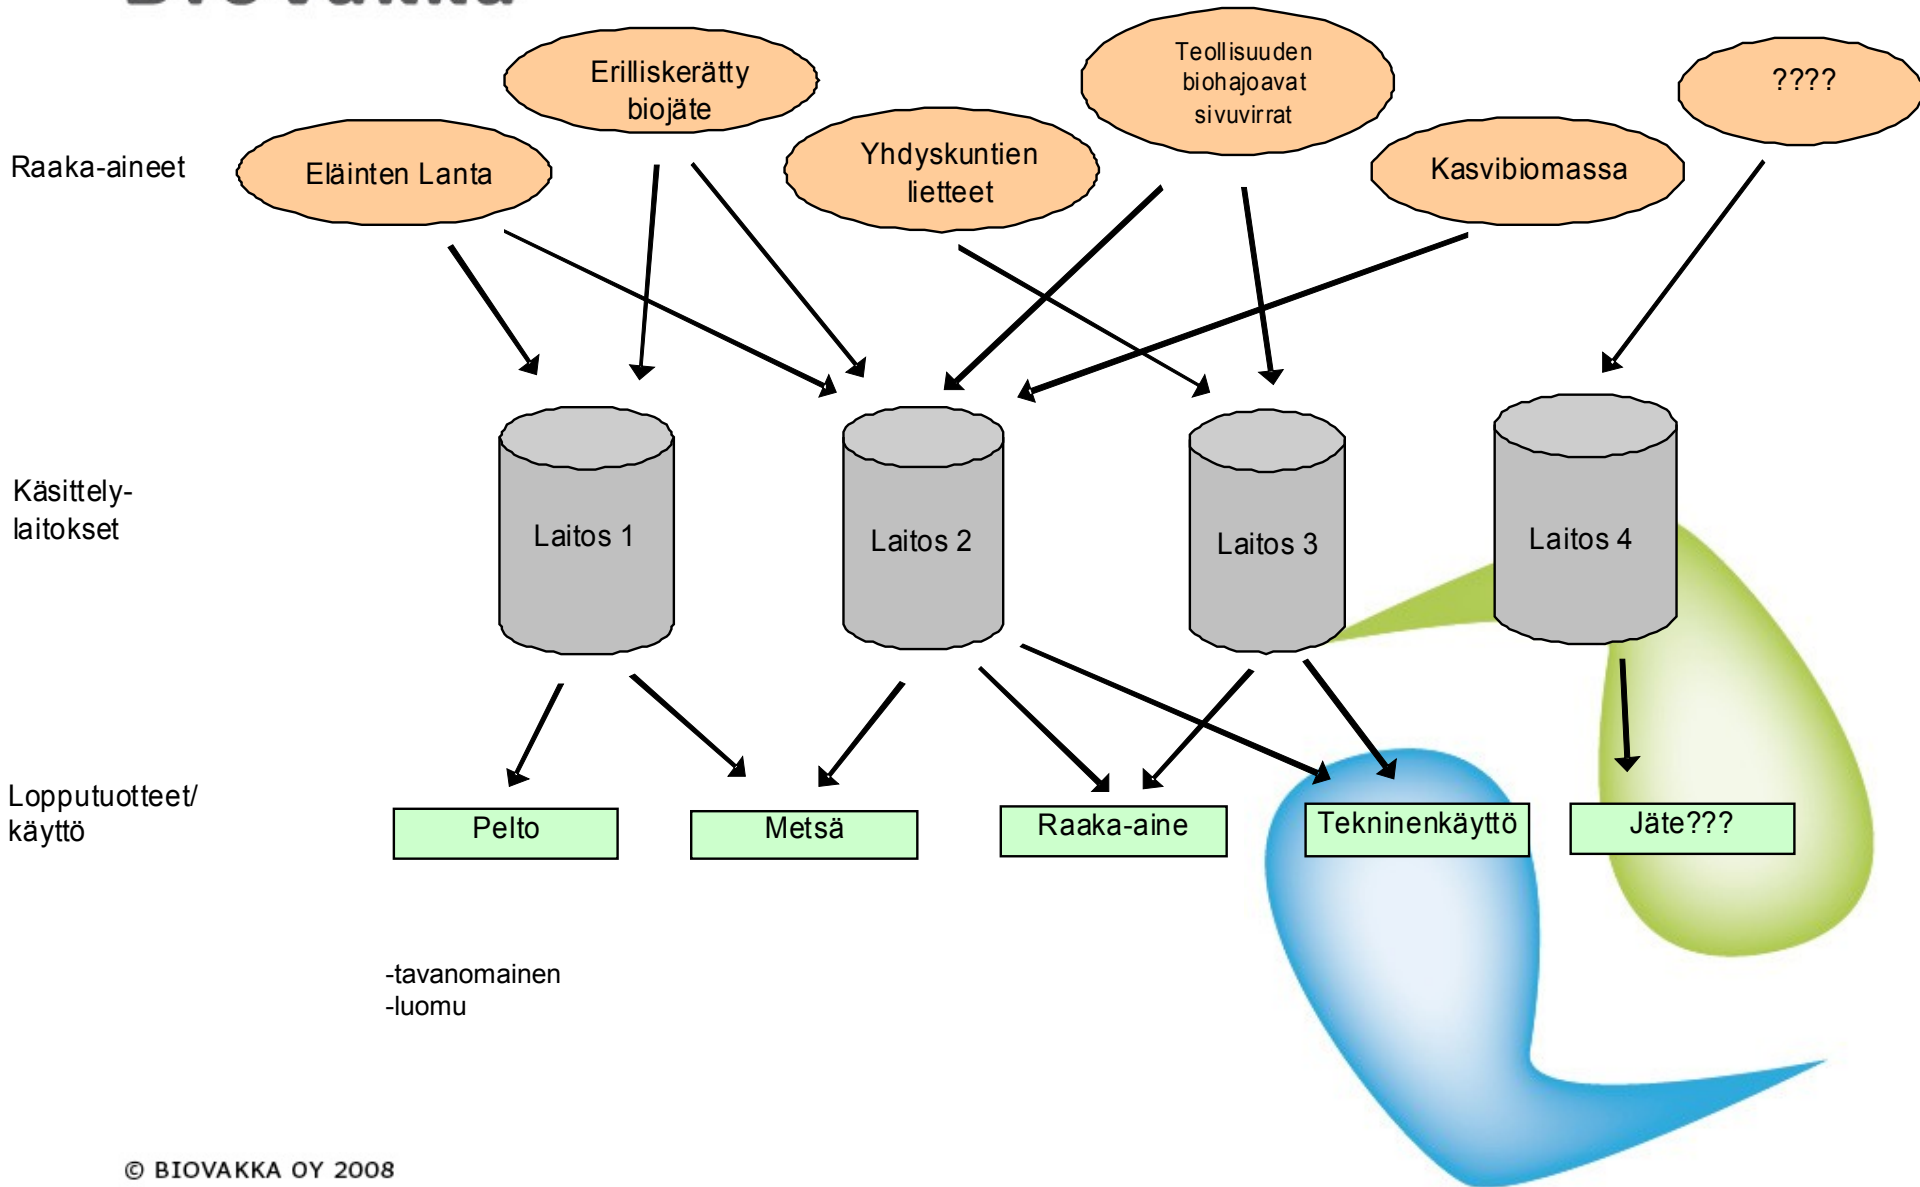 Biovakka
Erilliskerätty
biojäte
Teollisuuden
biohajoavat
sivuvirrat
????
Raaka-aineet
Eläinten Lanta
Yhdyskuntien
lietteet
Kasvibiomassa
Käsittely-
laitokset
Laitos 1
Laitos 2
Laitos 3
Laitos 4
Lopputuotteet/
käyttö
Pelto
Metsä
Raaka-aine
Tekninenkäyttö
Jäte???
-tavanomainen
-luomu
© BIOVAKKA OY 2008